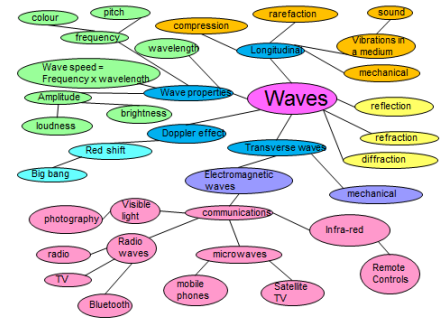 colour
pitch
frequency
compression
rarefaction
sound
wavelength
Longitudinal
Vibrations in
a medium
mechanical
Wave speed =
Frequency x wavelength
Wave properties
Waves
Amplitude
brightness
reflection
loudness
Doppler effect
refraction
Red shift
Transverse waves
diffraction
Big bang
Electromagnetic
waves
mechanical
photography
Visible
light
communications
Infra-red
radio
Radio
waves
microwaves
TV
Remote
Controls
mobile
phones
Satellite
TV
Bluetooth